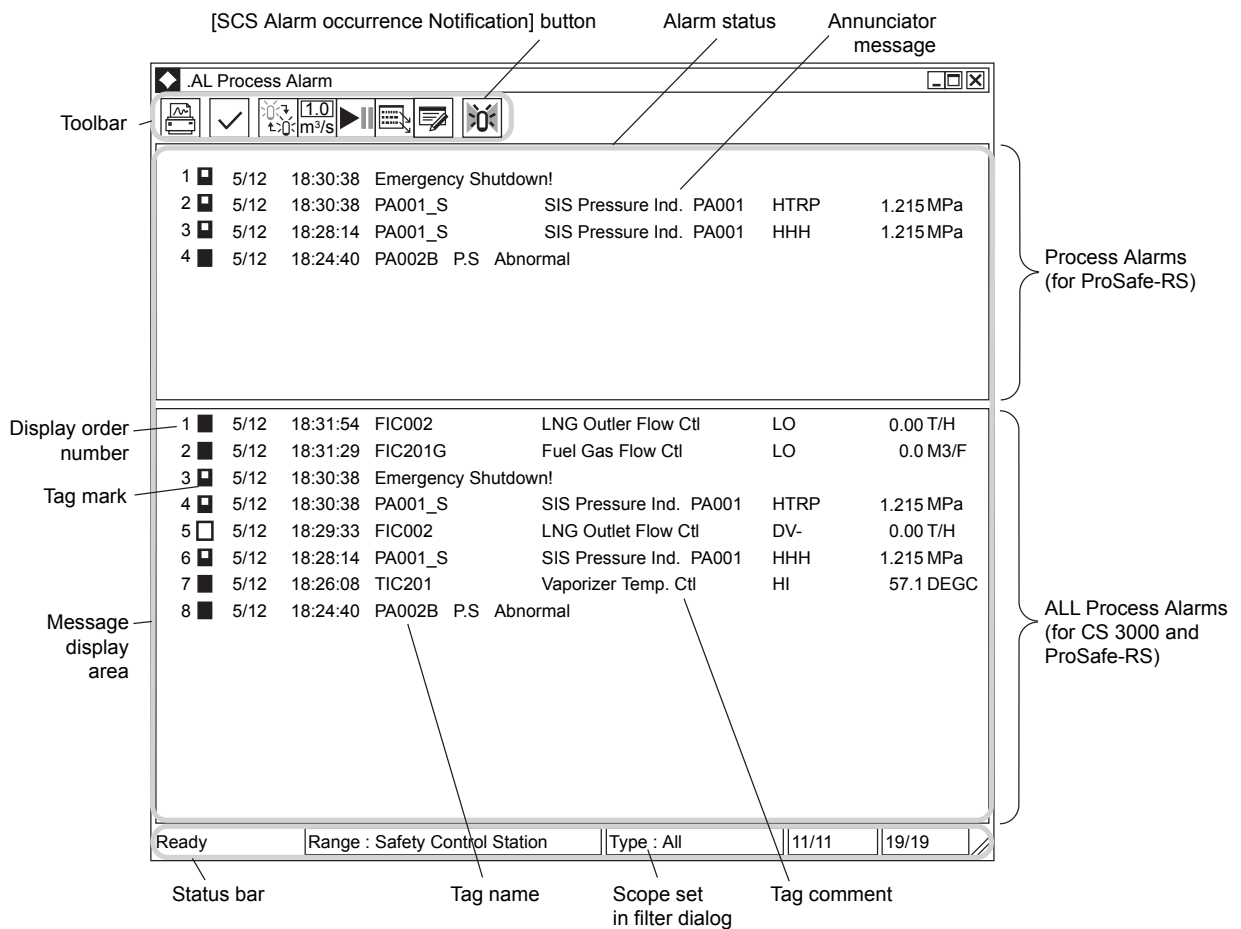 [SCS Alarm occurrence Notification] button
Alarm status
Annunciator
message
.AL Process Alarm
Toolbar
1.0
m³/s
1 5/12 18:30:38 Emergency Shutdown!
2 5/12 18:30:38 PA001_S SIS Pressure Ind. PA001 HTRP 1.215 MPa
3 5/12 18:28:14 PA001_S SIS Pressure Ind. PA001 HHH 1.215 MPa
4 5/12 18:24:40 PA002B P.S Abnormal
Process Alarms
(for ProSafe-RS)
Display order
number
Tag mark
Message
display
area
1 5/12 18:31:54 FIC002 LNG Outler Flow Ctl LO 0.00 T/H
2 5/12 18:31:29 FIC201G Fuel Gas Flow Ctl LO 0.0 M3/F
3 5/12 18:30:38 Emergency Shutdown!
4 5/12 18:30:38 PA001_S SIS Pressure Ind. PA001 HTRP 1.215 MPa
5 5/12 18:29:33 FIC002 LNG Outlet Flow Ctl DV- 0.00 T/H
6 5/12 18:28:14 PA001_S SIS Pressure Ind. PA001 HHH 1.215 MPa
7 5/12 18:26:08 TIC201 Vaporizer Temp. Ctl HI 57.1 DEGC
8 5/12 18:24:40 PA002B P.S Abnormal
ALL Process Alarms
(for CS 3000 and
ProSafe-RS)
Ready Range : Safety Control Station Type : All 11/11 19/19
Status bar
Tag name
Scope set
in filter dialog
Tag comment